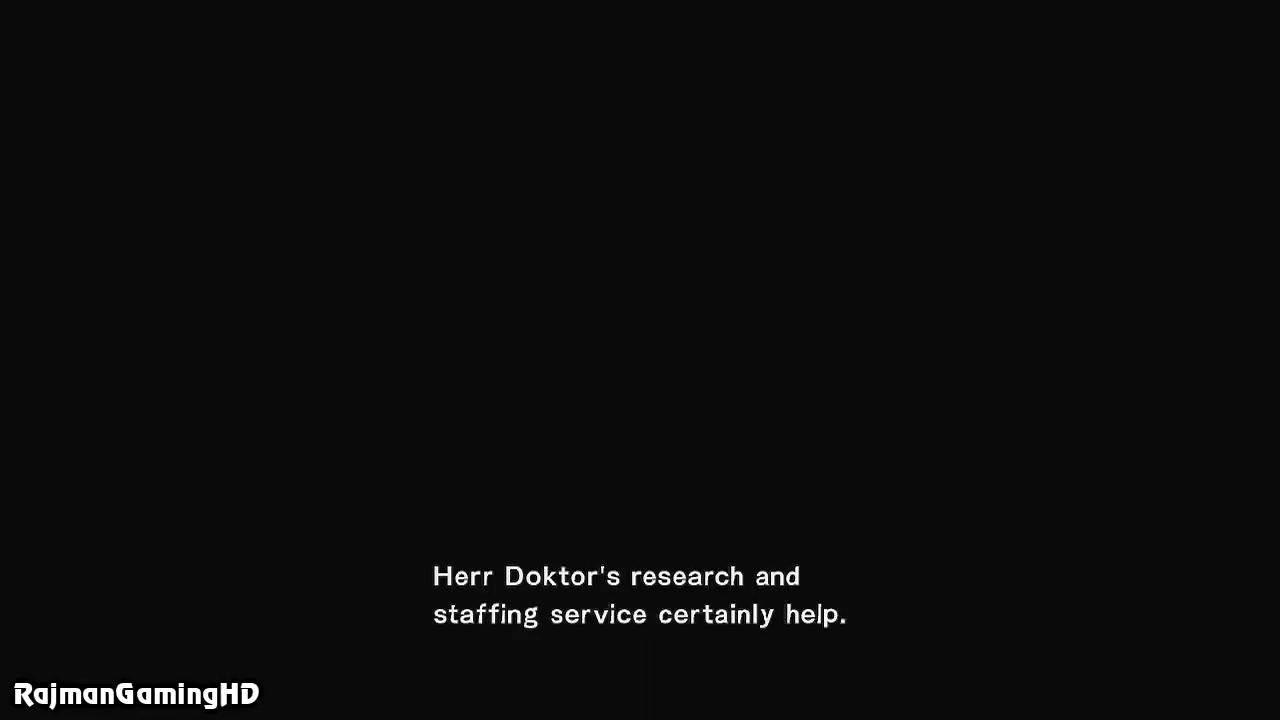 Herr Doktor's research and
staffing service certainly help.
RajmanGamingHD